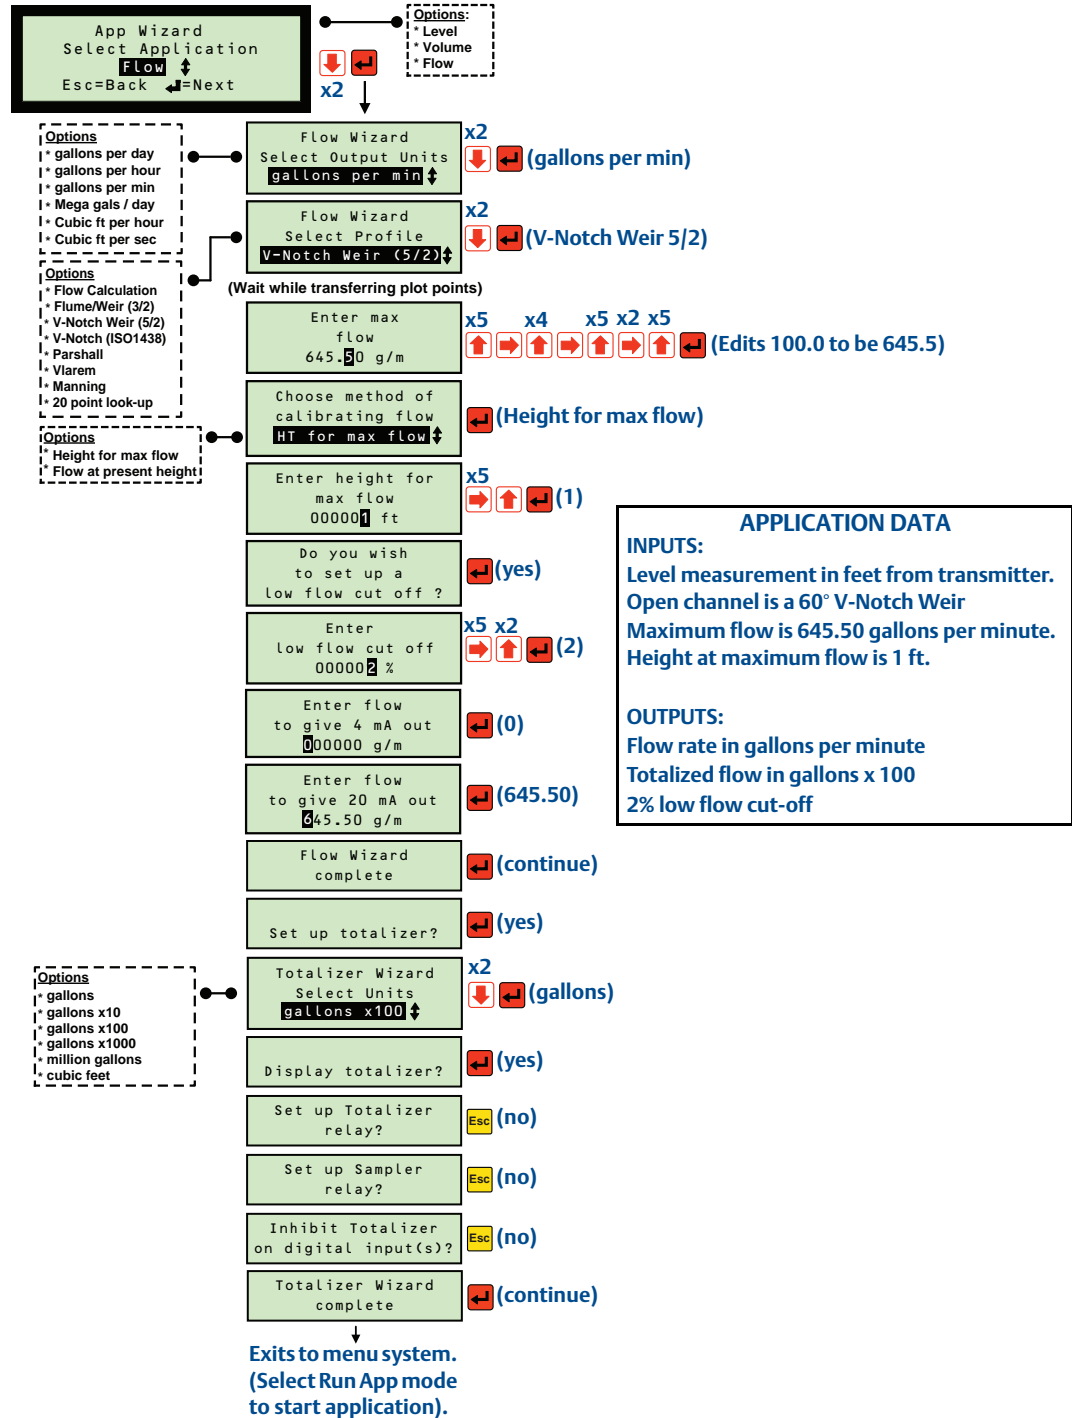 App Wizard
Select Application
Flow
Esc=Back =Next
Options:
* Level
* Volume
* Flow
x2
Options
* gallons per day
* gallons per hour
* gallons per min
* Mega gals / day
* Cubic ft per hour
* Cubic ft per sec
Flow Wizard
Select Output Units
gallons per min
x2
(gallons per min)
Flow Wizard
Select Profile
V-Notch Weir (5/2)
x2
(V-Notch Weir 5/2)
Options
* Flow Calculation
* Flume/Weir (3/2)
* V-Notch Weir (5/2)
* V-Notch (ISO1438)
* Parshall
* Vlarem
* Manning
* 20 point look-up
(Wait while transferring plot points)
Enter max
flow
645.50 g/m
x5 x4 x5 x2 x5
(Edits 100.0 to be 645.5)
Choose method of
calibrating flow
HT for max flow
(Height for max flow)
Options
* Height for max flow
* Flow at present height
Enter height for
max flow
000001 ft
x5
(1)
Do you wish
to set up a
low flow cut off ?
(yes)
Enter
low flow cut off
000002 %
x5 x2
(2)
Enter flow
to give 4 mA out
000000 g/m
(0)
Enter flow
to give 20 mA out
645.50 g/m
(645.50)
Flow Wizard
complete
(continue)
Set up totalizer?
(yes)
APPLICATION DATA
INPUTS:
Level measurement in feet from transmitter.
Open channel is a 60° V-Notch Weir
Maximum flow is 645.50 gallons per minute.
Height at maximum flow is 1 ft.
OUTPUTS:
Flow rate in gallons per minute
Totalized flow in gallons x 100
2% low flow cut-off
Options
* gallons
* gallons x10
* gallons x100
* gallons x1000
* million gallons
* cubic feet
Totalizer Wizard
Select Units
gallons x100
x2
(gallons)
Display totalizer?
(yes)
Set up Totalizer
relay?
Esc (no)
Set up Sampler
relay?
Esc (no)
Inhibit Totalizer
on digital input(s)?
Esc (no)
Totalizer Wizard
complete
(continue)
Exits to menu system.
(Select Run App mode
to start application).